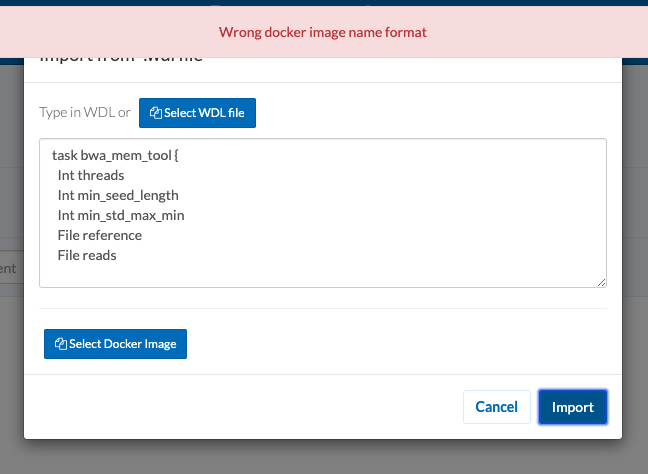 Wrong docker image name format
Import from *.wdl file
Type in WDL or
Select WDL file
task bwa_mem_tool {
Int threads
Int min_seed_length
Int min_std_max_min
File reference
File reads
ent
Select Docker Image
Cancel
Import